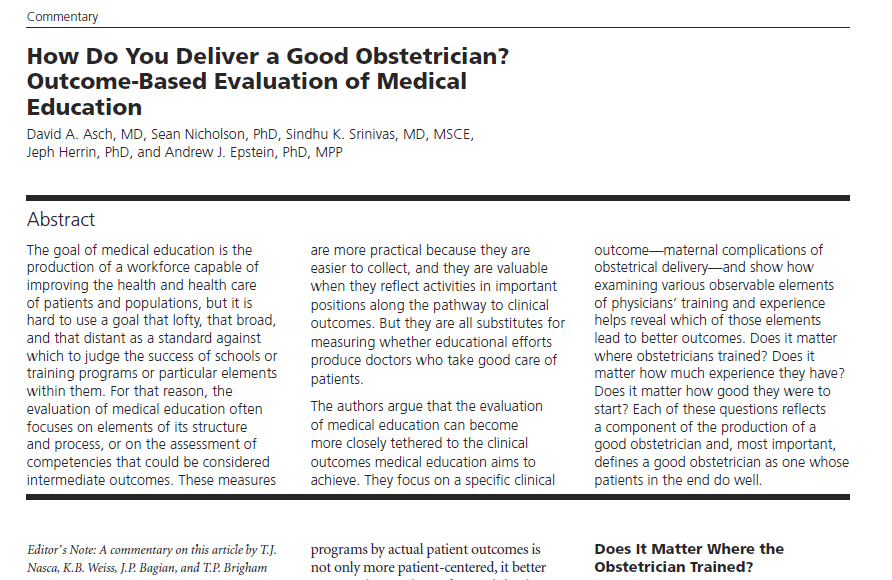 Commentary
How Do You Deliver a Good Obstetrician?
Outcome-Based Evaluation of Medical
Education
David A. Asch, MD, Sean Nicholson, PhD, Sindhu K. Srinivas, MD, MSCE,
Jeph Herrin, PhD, and Andrew J. Epstein, PhD, MPP
Abstract
The goal of medical education is the
production of a workforce capable of
improving the health and health care
of patients and populations, but it is
hard to use a goal that lofty, that broad,
and that distant as a standard against
which to judge the success of schools or
training programs or particular elements
within them. For that reason, the
evaluation of medical education often
focuses on elements of its structure
and process, or on the assessment of
competencies that could be considered
intermediate outcomes. These measures
are more practical because they are
easier to collect, and they are valuable
when they reflect activities in important
positions along the pathway to clinical
outcomes. But they are all substitutes for
measuring whether educational efforts
produce doctors who take good care of
patients.
The authors argue that the evaluation
of medical education can become
more closely tethered to the clinical
outcomes medical education aims to
achieve. They focus on a specific clinical
outcome—maternal complications of
obstetrical delivery—and show how
examining various observable elements
of physicians' training and experience
helps reveal which of those elements
lead to better outcomes. Does it matter
where obstetricians trained? Does it
matter how much experience they have?
Does it matter how good they were to
start? Each of these questions reflects
a component of the production of a
good obstetrician and, most important,
defines a good obstetrician as one whose
patients in the end do well.
Editor's Note: A commentary on this article by T.J.
Nasca, K.B. Weiss, J.P. Bagian, and T.P. Brigham
programs by actual patient outcomes is
not only more patient-centered, it better
Does It Matter Where the
Obstetrician Trained?